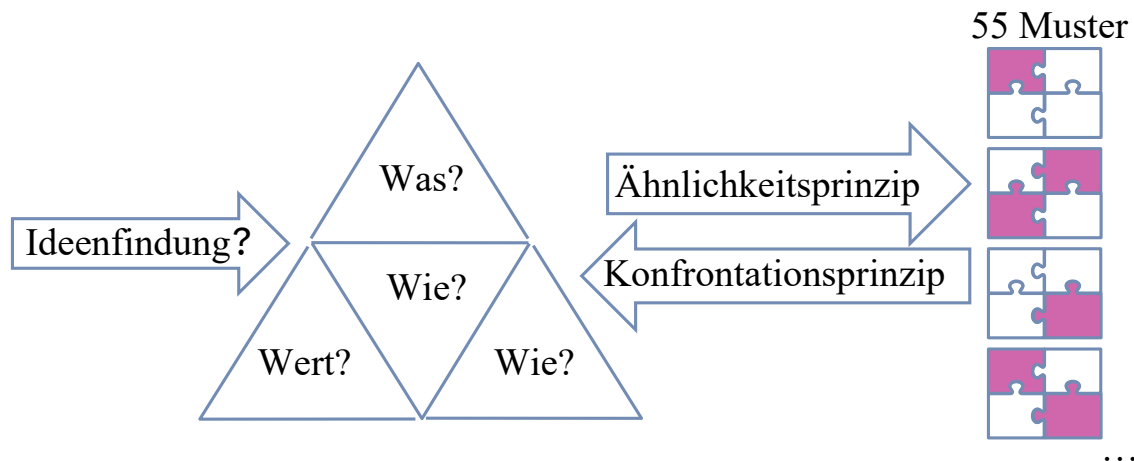 55 Muster
Was?
Ähnlichkeitsprinzip
Ideenfindung?
Konfrontationsprinzip
Wie?
Wert?
Wie?
...